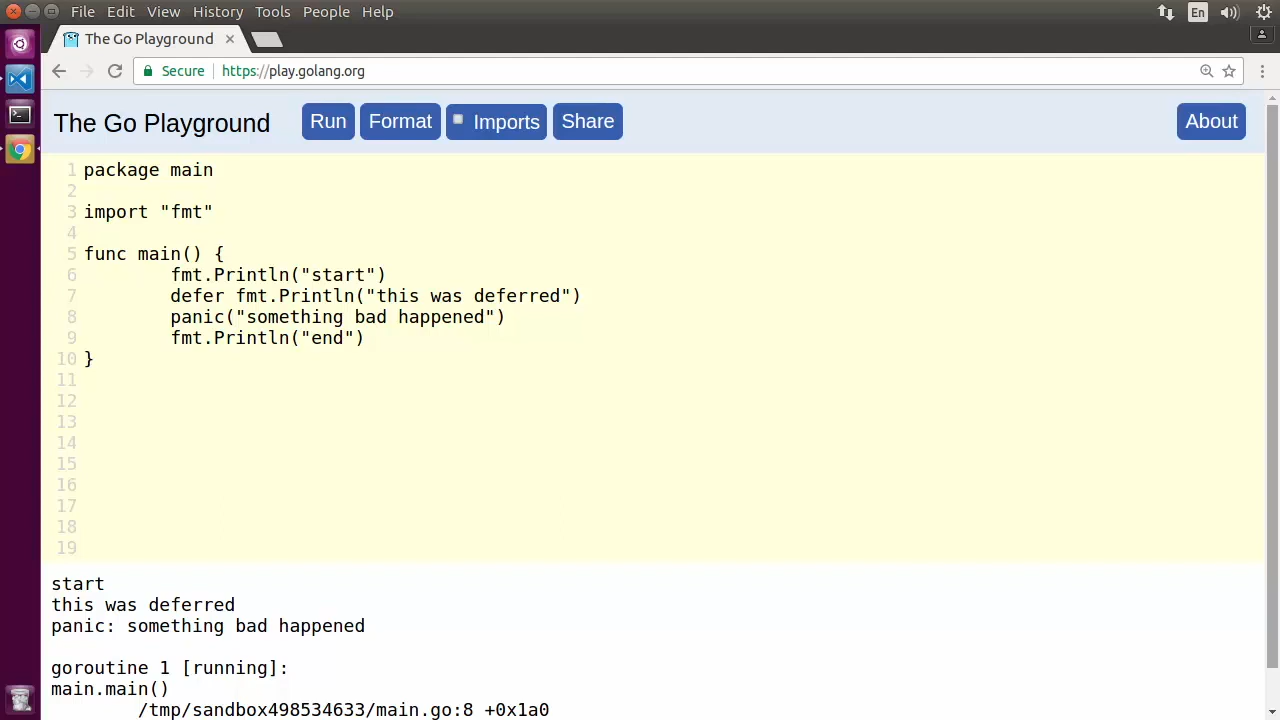 File Edit View History Tools People Help
En
The Go Playground
Secure https://play.golang.org
The Go Playground Run Format Imports Share About
1 package main
2
3 import "fmt"
4
5 func main() {
6 fmt.Println("start")
7 defer fmt.Println("this was deferred")
8 panic("something bad happened")
9 fmt.Println("end")
10 }
11
12
13
14
15
16
17
18
19
start
this was deferred
panic: something bad happened
goroutine 1 [running]:
main.main()
/tmp/sandbox498534633/main.go:8 +0x1a0